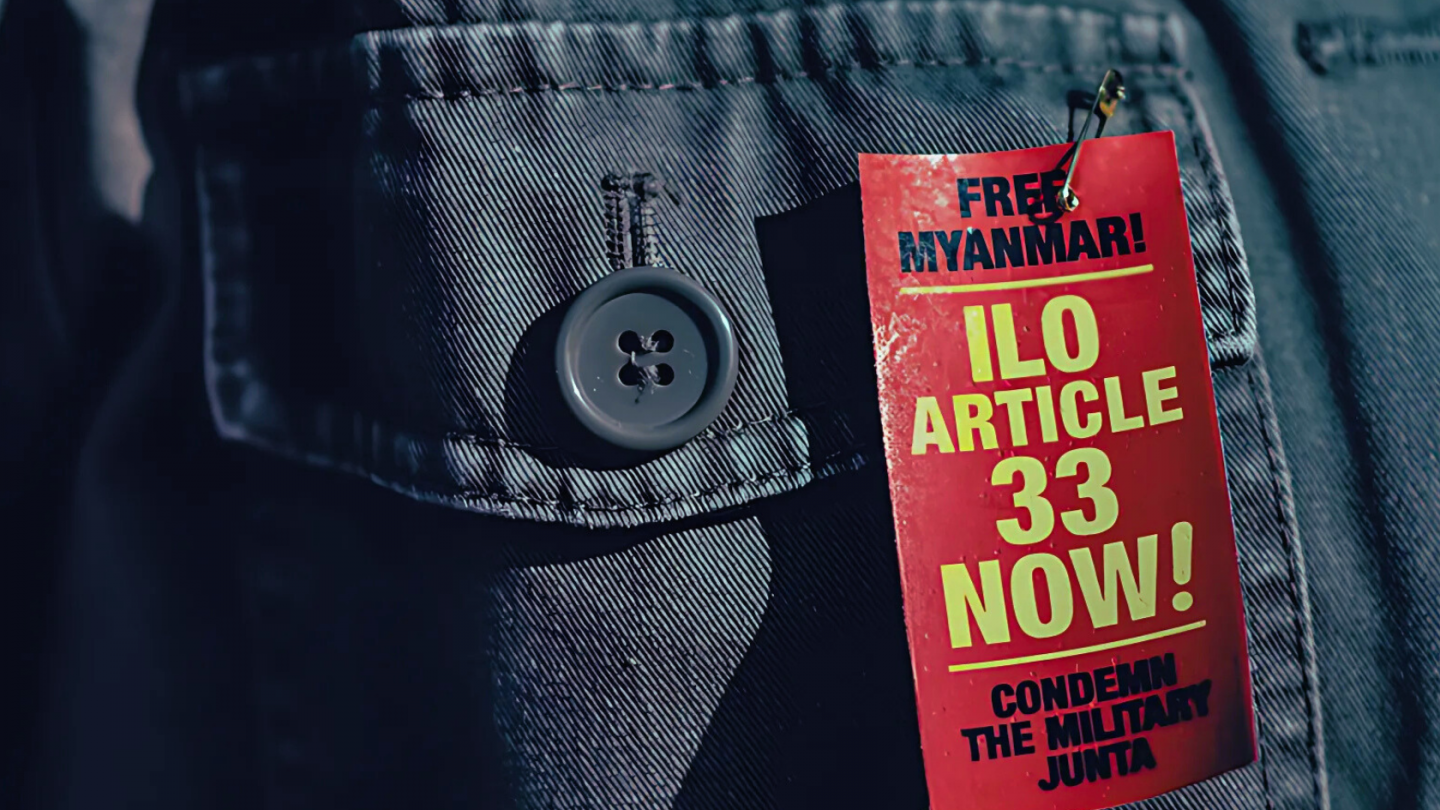 FREE
MYANMAR!
ILO
ARTICLE
33
NOW!
CONDEMN
THE MILITARY
JUNTA